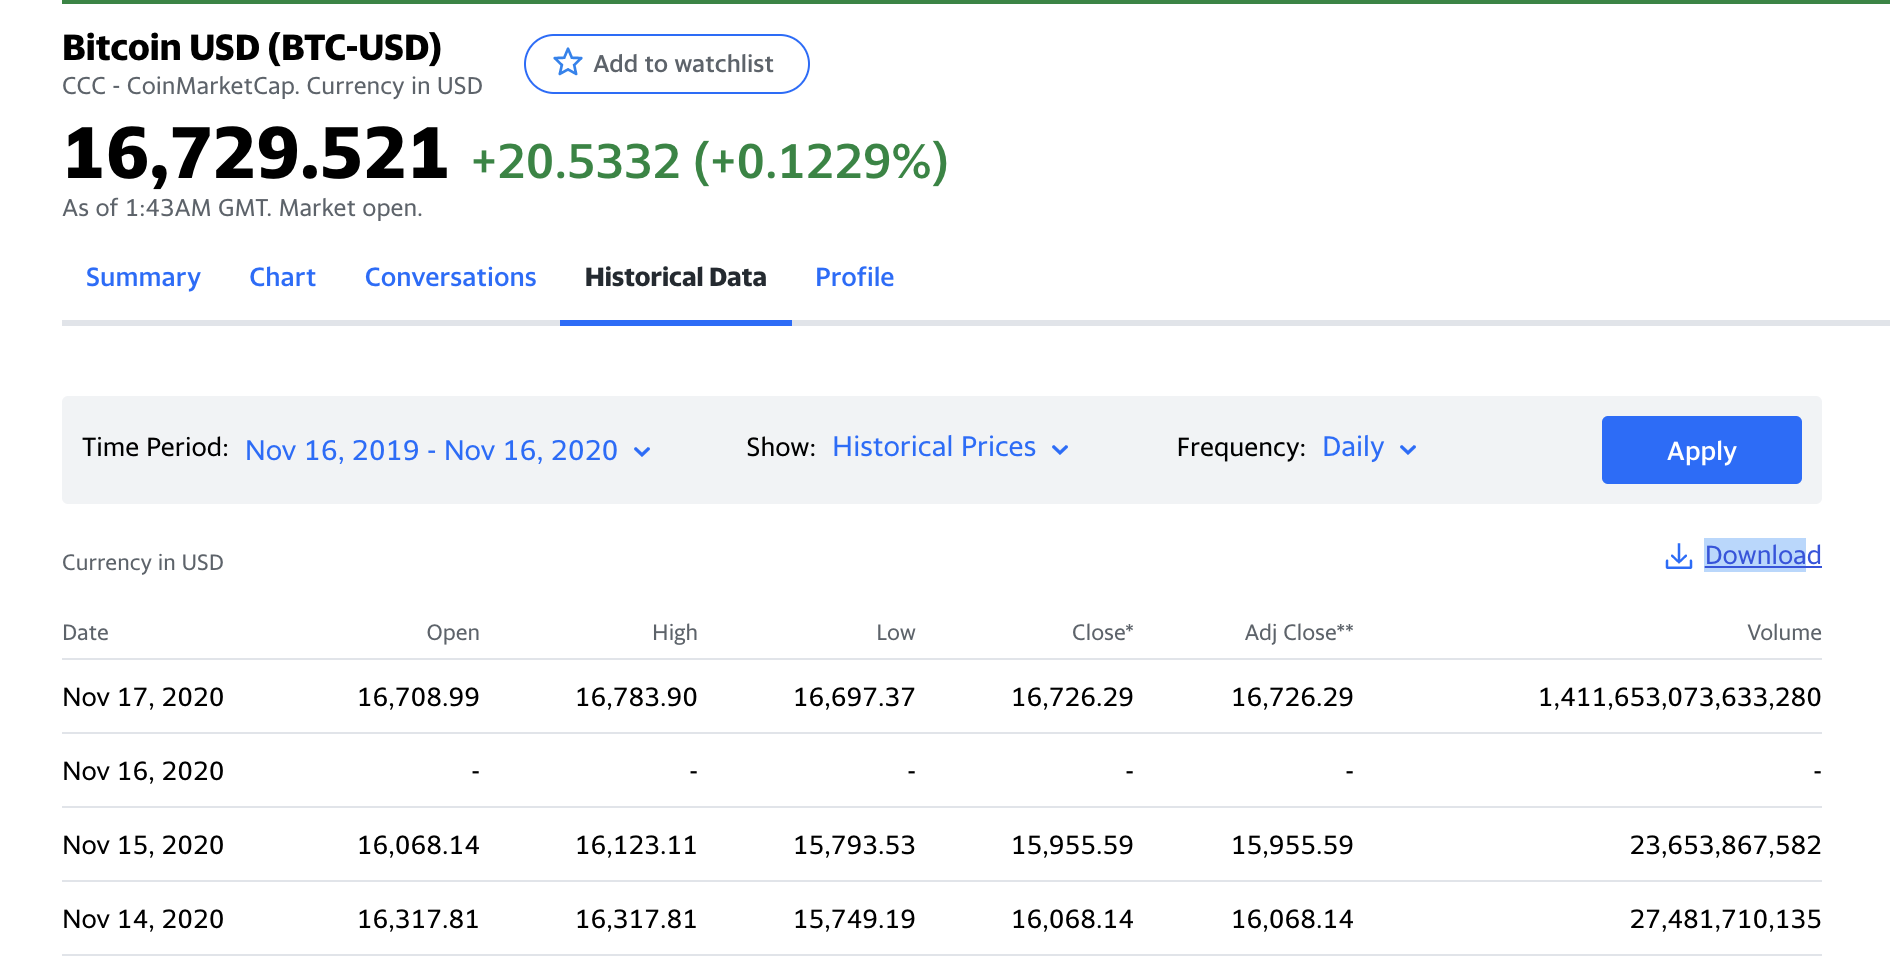 Bitcoin USD (BTC-USD)
Add to watchlist
CCC - CoinMarketCap. Currency in USD
16,729.521 +20.5332 (+0.1229%)
As of 1:43AM GMT. Market open.
Summary Chart Conversations Historical Data Profile
Time Period: Nov 16, 2019 - Nov 16, 2020 Show: Historical Prices Frequency: Daily Apply
Currency in USD Download
Date Open High Low Close* Adj Close** Volume
Nov 17, 2020 16,708.99 16,783.90 16,697.37 16,726.29 16,726.29 1,411,653,073,633,280
Nov 16, 2020 - - - - - -
Nov 15, 2020 16,068.14 16,123.11 15,793.53 15,955.59 15,955.59 23,653,867,582
Nov 14, 2020 16,317.81 16,317.81 15,749.19 16,068.14 16,068.14 27,481,710,135